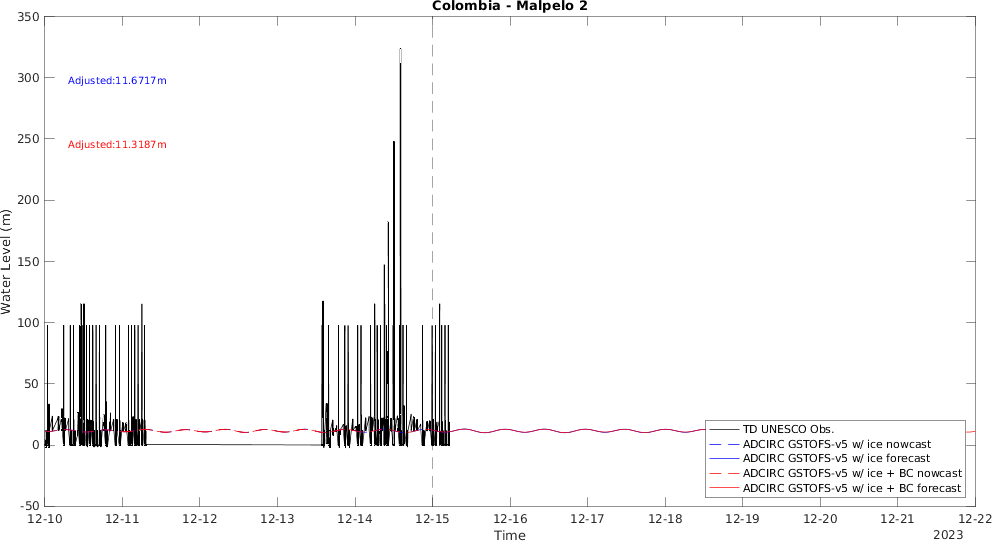 Colombia - Malpelo 2
350
300
250
200
150
100
50
0
-50
Water Level (m)
Adjusted:11.6717m
Adjusted:11.3187m
TD UNESCO Obs.
ADCIRC GSTOFS-v5 w/ ice nowcast
ADCIRC GSTOFS-v5 w/ ice forecast
ADCIRC GSTOFS-v5 w/ ice + BC nowcast
ADCIRC GSTOFS-v5 w/ ice + BC forecast
12-10 12-11 12-12 12-13 12-14 12-15 12-16 12-17 12-18 12-19 12-20 12-21 12-22
Time
2023